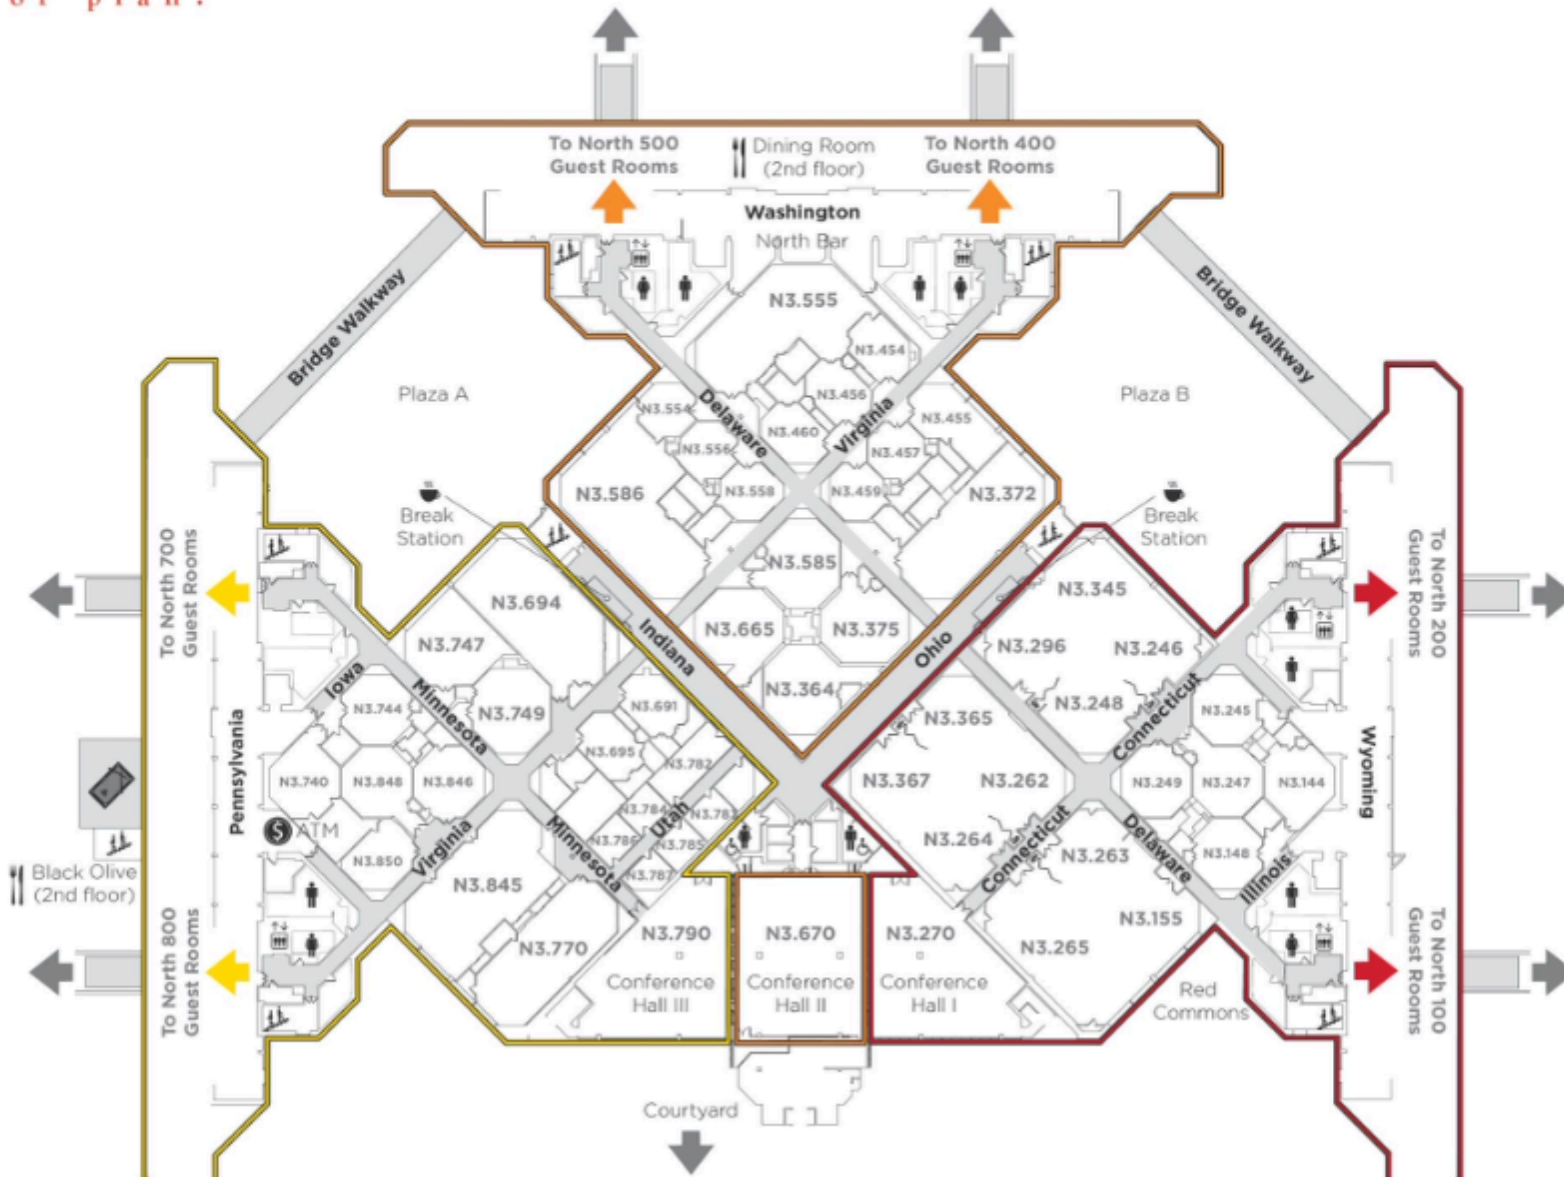 To North 500
Guest Rooms
Dining Room
(2nd floor)
To North 400
Guest Rooms
Washington
North Bar
Bridge Walkway
Bridge Walkway
N3.555
N3.454
N3.456
N3.460
N3.554
N3.556
N3.558
N3.455
N3.457
N3.459
Delaware
Virginia
Plaza A
Plaza B
N3.586
N3.372
Break
Station
Break
Station
N3.585
N3.665
N3.375
N3.364
Indiana
Ohio
To North 700
Guest Rooms
N3.694
N3.747
N3.749
Iowa
Minnesota
N3.744
N3.691
N3.695
N3.782
N3.740
N3.848
N3.846
Pennsylvania
N3.784
N3.786
N3.785
N3.787
Utah
ATM
N3.850
Virginia
Minnesota
N3.845
N3.770
Black Olive
(2nd floor)
To North 800
Guest Rooms
N3.345
N3.296
N3.246
N3.248
N3.365
Connecticut
N3.245
To North 200
Guest Rooms
Wyoming
N3.367
N3.262
N3.249
N3.247
N3.144
N3.264
N3.263
Connecticut
Delaware
N3.148
Illinois
N3.155
N3.265
N3.790
Conference
Hall III
N3.670
Conference
Hall II
N3.270
Conference
Hall I
Red
Commons
To North 100
Guest Rooms
Courtyard